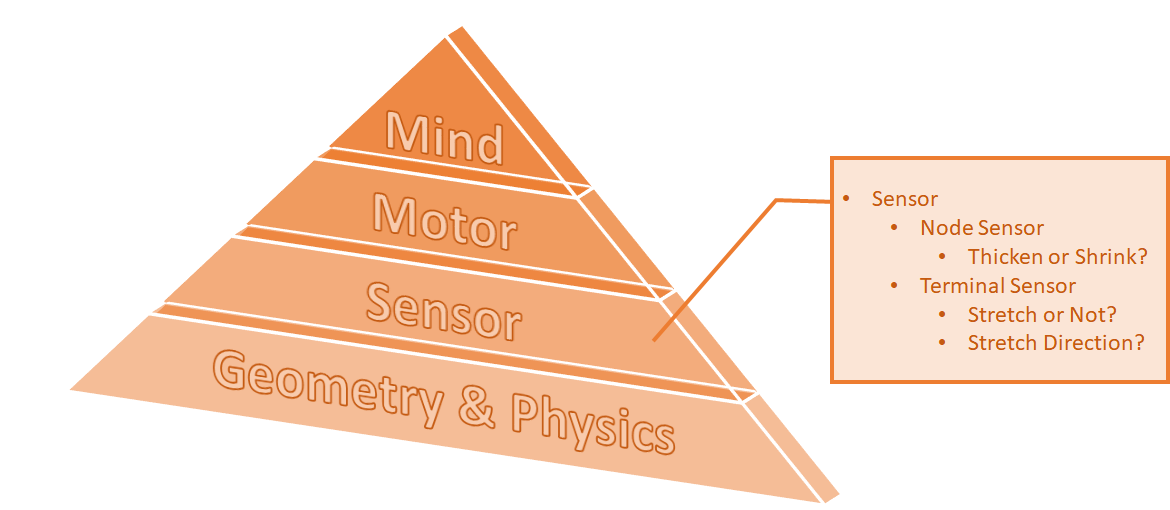 Mind
Motor
Sensor
Geometry & Physics
• Sensor
• Node Sensor
• Thicken or Shrink?
• Terminal Sensor
• Stretch or Not?
• Stretch Direction?